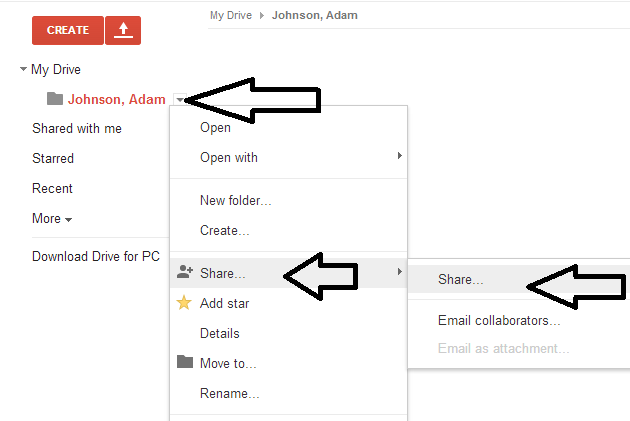 CREATE
My Drive Johnson, Adam
My Drive
Johnson, Adam
Shared with me
Starred
Recent
More
Download Drive for PC
Open
Open with
New folder...
Create...
Share...
Add star
Details
Move to...
Rename...
Share...
Email collaborators...
Email as attachment...